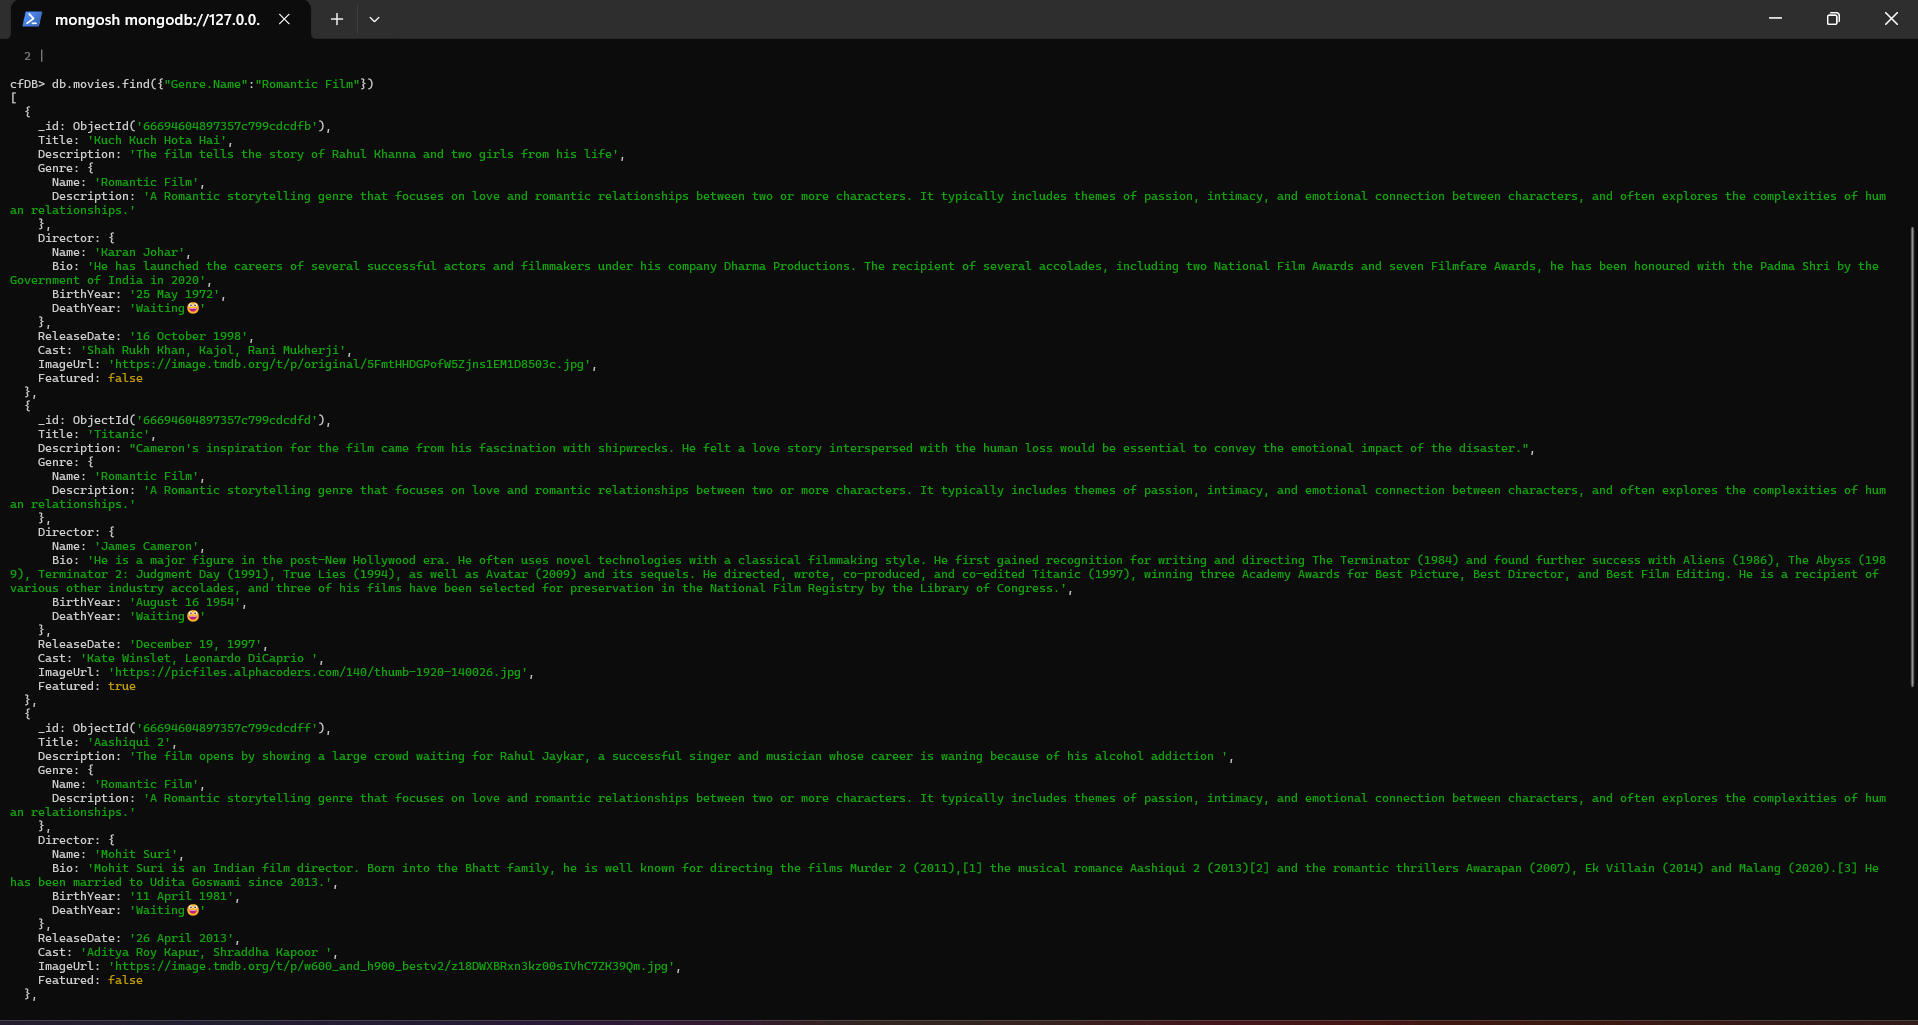 mongosh mongodb://127.0.0.
2 |
cfDB> db.movies.find({"Genre.Name":"Romantic Film"})
[
{
_id: ObjectId('66694604897357c799cdcdfb'),
Title: 'Kuch Kuch Hota Hai',
Description: 'The film tells the story of Rahul Khanna and two girls from his life',
Genre: {
Name: 'Romantic Film',
Description: 'A Romantic storytelling genre that focuses on love and romantic relationships between two or more characters. It typically includes themes of passion, intimacy, and emotional connection between characters, and often explores the complexities of hum
an relationships.'
},
Director: {
Name: 'Karan Johar',
Bio: 'He has launched the careers of several successful actors and filmmakers under his company Dharma Productions. The recipient of several accolades, including two National Film Awards and seven Filmfare Awards, he has been honoured with the Padma Shri by the
Government of India in 2020',
BirthYear: '25 May 1972',
DeathYear: 'Waiting😀'
},
ReleaseDate: '16 October 1998',
Cast: 'Shah Rukh Khan, Kajol, Rani Mukherji',
ImageUrl: 'https://image.tmdb.org/t/p/original/5FmtHHDGPofW5Zjns1EM1D8503c.jpg',
Featured: false
},
{
_id: ObjectId('66694604897357c799cdcdfd'),
Title: 'Titanic',
Description: "Cameron's inspiration for the film came from his fascination with shipwrecks. He felt a love story interspersed with the human loss would be essential to convey the emotional impact of the disaster.",
Genre: {
Name: 'Romantic Film',
Description: 'A Romantic storytelling genre that focuses on love and romantic relationships between two or more characters. It typically includes themes of passion, intimacy, and emotional connection between characters, and often explores the complexities of hum
an relationships.'
},
Director: {
Name: 'James Cameron',
Bio: 'He is a major figure in the post-New Hollywood era. He often uses novel technologies with a classical filmmaking style. He first gained recognition for writing and directing The Terminator (1984) and found further success with Aliens (1986), The Abyss (198
9), Terminator 2: Judgment Day (1991), True Lies (1994), as well as Avatar (2009) and its sequels. He directed, wrote, co-produced, and co-edited Titanic (1997), winning three Academy Awards for Best Picture, Best Director, and Best Film Editing. He is a recipient of
various other industry accolades, and three of his films have been selected for preservation in the National Film Registry by the Library of Congress.',
BirthYear: 'August 16 1954',
DeathYear: 'Waiting😀'
},
ReleaseDate: 'December 19, 1997',
Cast: 'Kate Winslet, Leonardo DiCaprio ',
ImageUrl: 'https://picfiles.alphacoders.com/140/thumb-1920-140026.jpg',
Featured: true
},
{
_id: ObjectId('66694604897357c799cdcdff'),
Title: 'Aashiqui 2',
Description: 'The film opens by showing a large crowd waiting for Rahul Jaykar, a successful singer and musician whose career is waning because of his alcohol addiction ',
Genre: {
Name: 'Romantic Film',
Description: 'A Romantic storytelling genre that focuses on love and romantic relationships between two or more characters. It typically includes themes of passion, intimacy, and emotional connection between characters, and often explores the complexities of hum
an relationships.'
},
Director: {
Name: 'Mohit Suri',
Bio: 'Mohit Suri is an Indian film director. Born into the Bhatt family, he is well known for directing the films Murder 2 (2011),[1] the musical romance Aashiqui 2 (2013)[2] and the romantic thrillers Awarapan (2007), Ek Villain (2014) and Malang (2020).[3] He
has been married to Udita Goswami since 2013.',
BirthYear: '11 April 1981',
DeathYear: 'Waiting😀'
},
ReleaseDate: '26 April 2013',
Cast: 'Aditya Roy Kapur, Shraddha Kapoor ',
ImageUrl: 'https://image.tmdb.org/t/p/w600_and_h900_bestv2/z18DWXBRxn3kz00sIVhC7ZK39Qm.jpg',
Featured: false
},